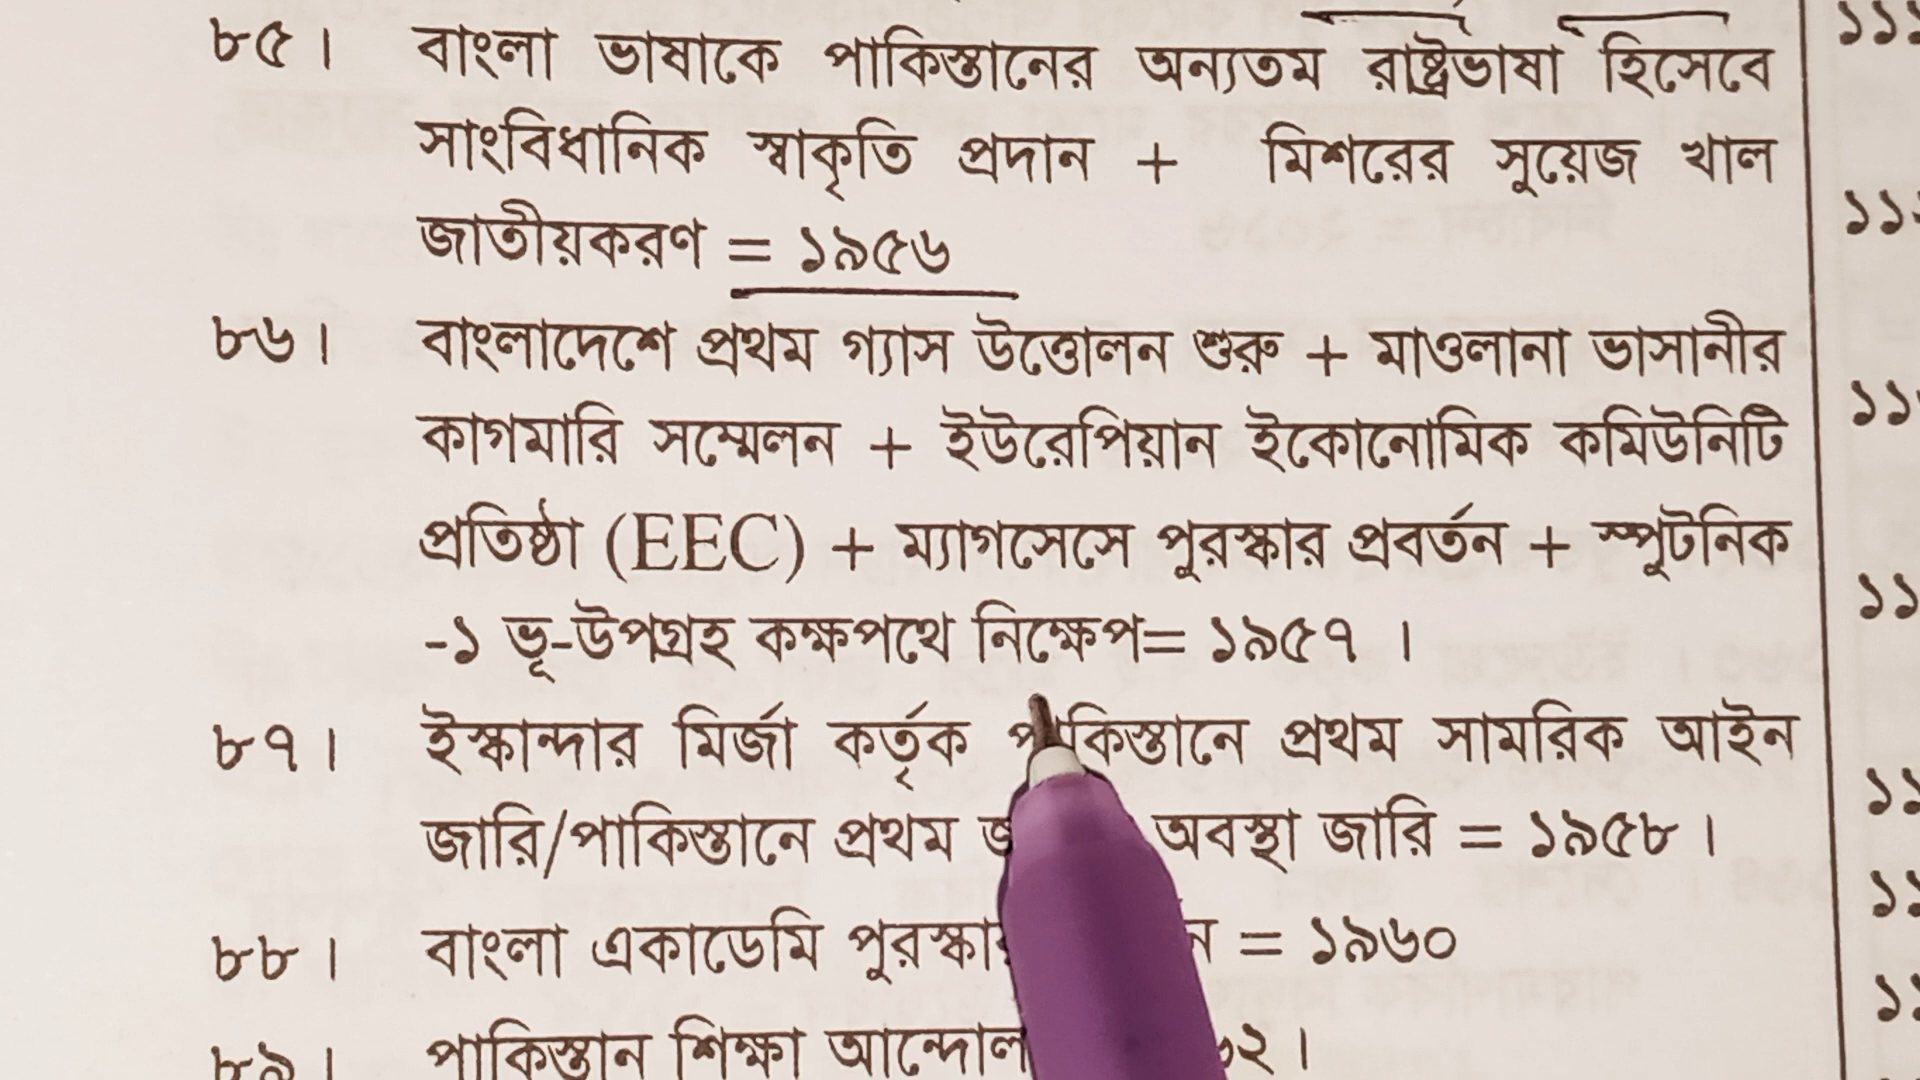 ৮৫। বাংলা ভাষাকে পাকিস্তানের অন্যতম রাষ্ট্রভাষা হিসেবে
সাংবিধানিক স্বীকৃতি প্রদান + মিশরের সুয়েজ খাল
জাতীয়করণ = ১৯৫৬
৮৬। বাংলাদেশে প্রথম গ্যাস উত্তোলন শুরু + মাওলানা ভাসানীর
কাগমারি সম্মেলন + ইউরেপিয়ান ইকোনোমিক কমিউনিটি
প্রতিষ্ঠা (EEC) + ম্যাগসেসে পুরস্কার প্রবর্তন + স্পুটনিক
-১ ভূ-উপগ্রহ কক্ষপথে নিক্ষেপ= ১৯৫৭।
৮৭। ইস্কান্দার মির্জা কর্তৃক পাকিস্তানে প্রথম সামরিক আইন
জারি/পাকিস্তানে প্রথম অবস্থা জারি = ১৯৫৮।
৮৮। বাংলা একাডেমি = ১৯৬০
৮৯। পাকিস্তান শিক্ষা